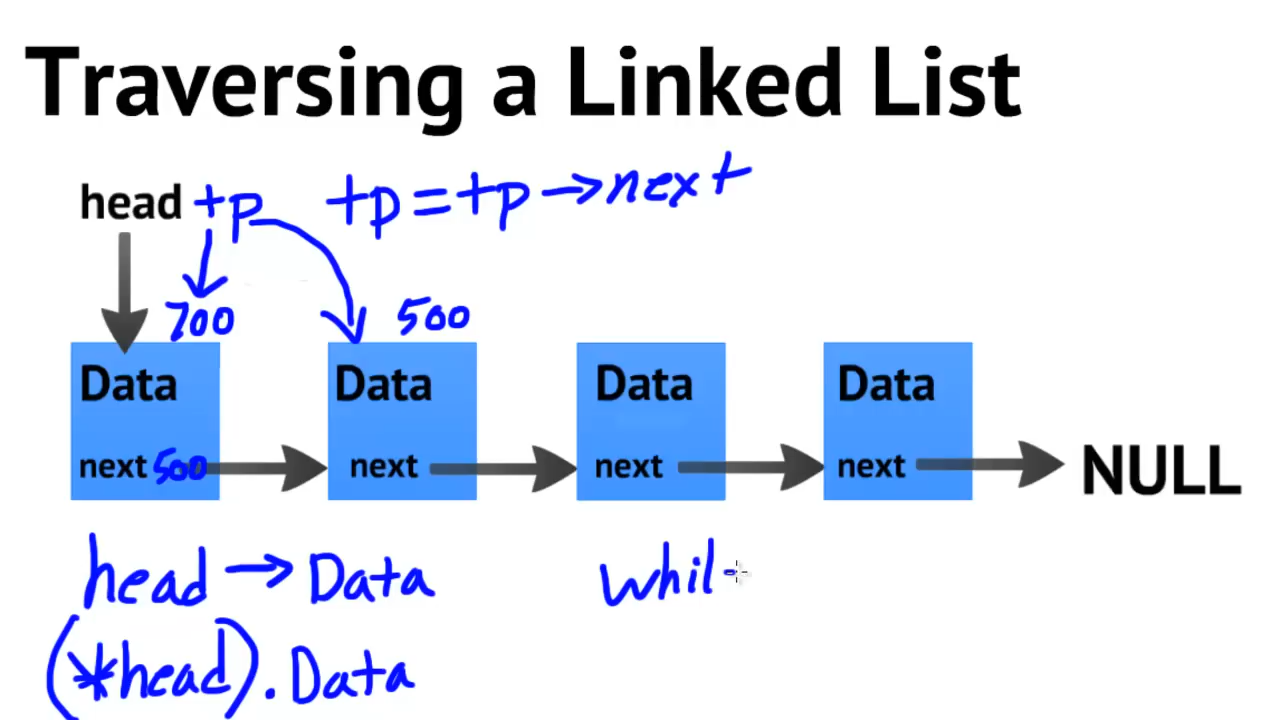 Traversing a Linked List
head tp tp = tp → next
700 500
Data Data Data Data
next 500 next next next NULL
head → Data whil
(*head).Data